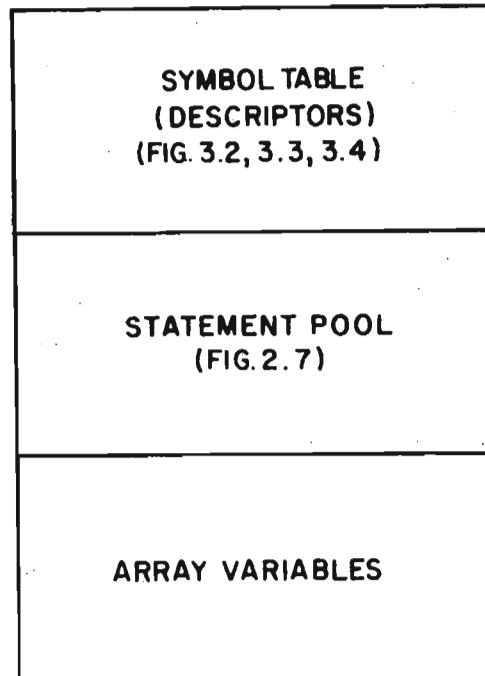 SYMBOL TABLE
(DESCRIPTORS)
(FIG. 3.2, 3.3, 3.4)
STATEMENT POOL
(FIG. 2.7)
ARRAY VARIABLES